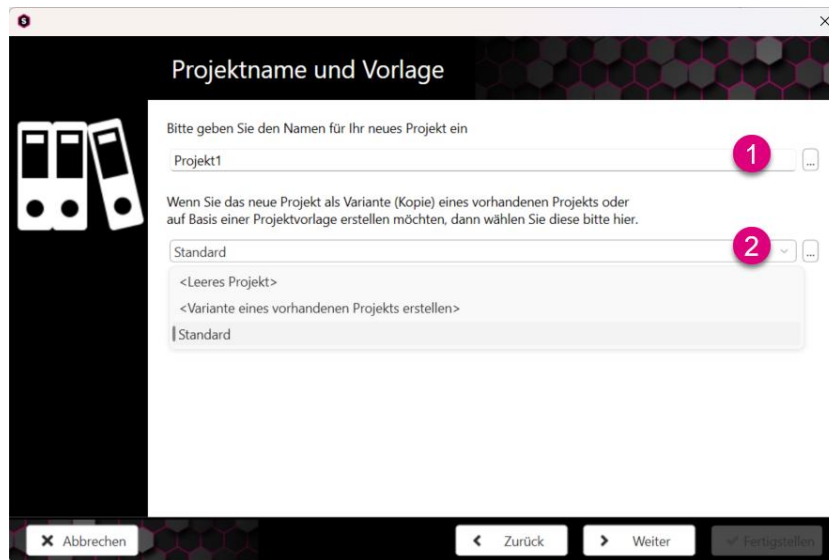 S
Projektname und Vorlage
Bitte geben Sie den Namen für Ihr neues Projekt ein
Projekt1
1
...
Wenn Sie das neue Projekt als Variante (Kopie) eines vorhandenen Projekts oder
auf Basis einer Projektvorlage erstellen möchten, dann wählen Sie diese bitte hier.
Standard
2
...
<Leeres Projekt>
<Variante eines vorhandenen Projekts erstellen>
Standard
Abbrechen
Zurück
Weiter
Fertigstellen